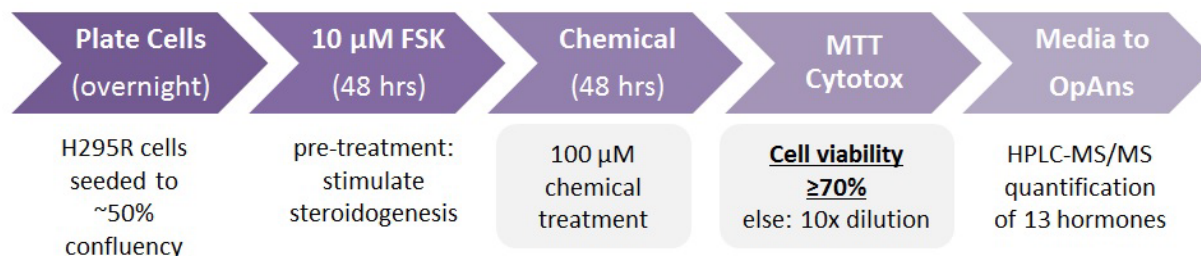 Plate Cells
(overnight)
10 µM FSK
(48 hrs)
Chemical
(48 hrs)
MTT
Cytotox
Media to
OpAns
H295R cells
seeded to
~50%
confluency
pre-treatment:
stimulate
steroidogenesis
100 µM
chemical
treatment
Cell viability
≥70%
else: 10x dilution
HPLC-MS/MS
quantification
of 13 hormones